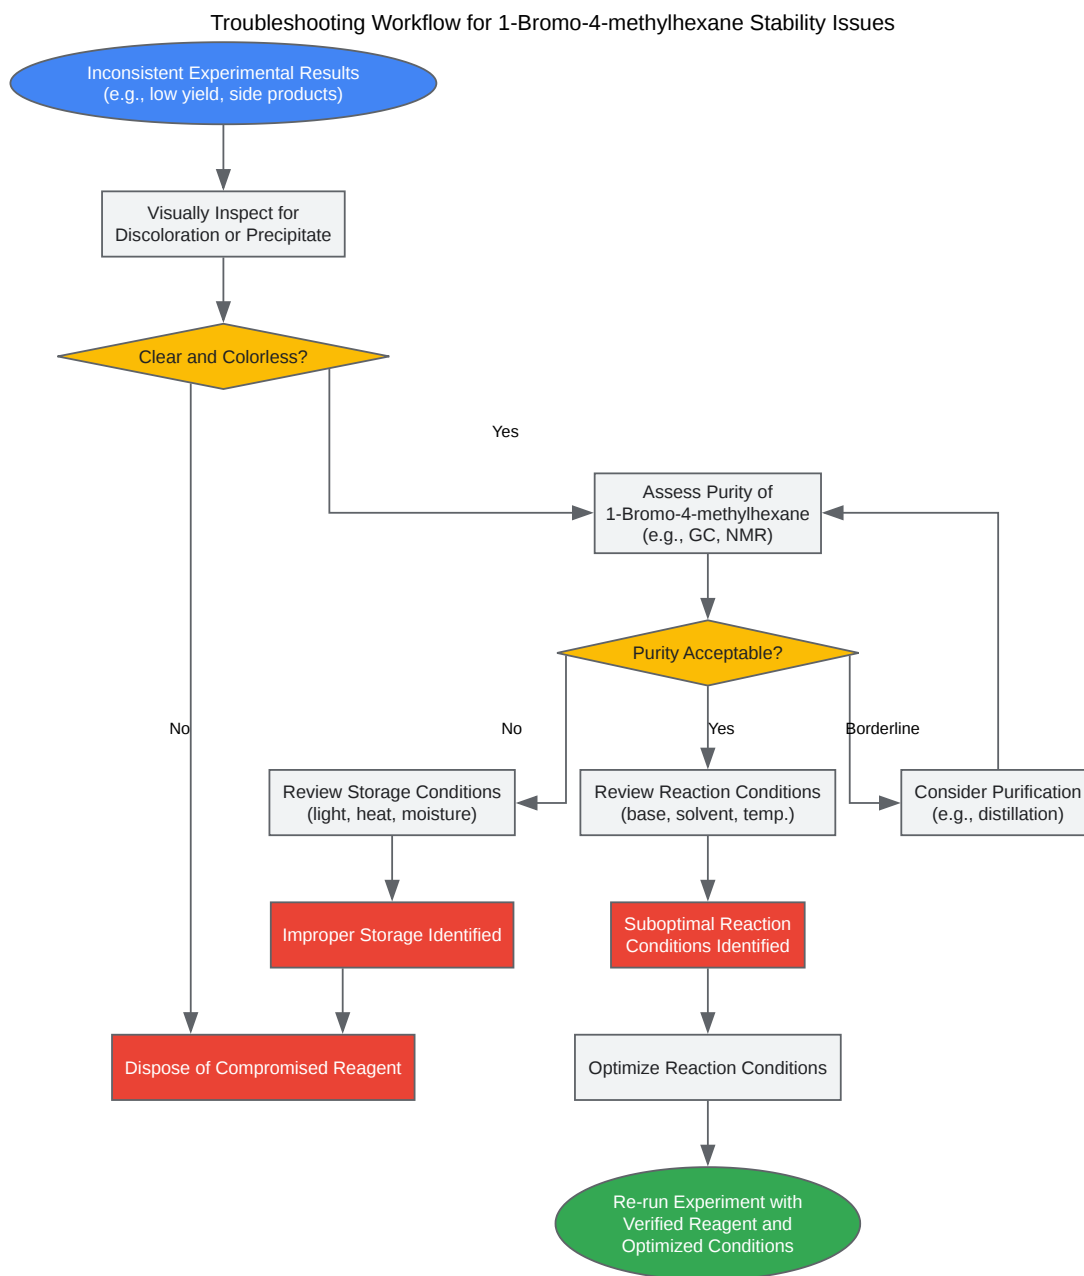 Troubleshooting Workflow for 1-Bromo-4-methylhexane Stability Issues
Inconsistent Experimental Results
(e.g., low yield, side products)
Visually Inspect for
Discoloration or Precipitate
Clear and Colorless?
Yes
Assess Purity of
1-Bromo-4-methylhexane
(e.g., GC, NMR)
Purity Acceptable?
No
No
Yes
Borderline
Review Storage Conditions
(light, heat, moisture)
Review Reaction Conditions
(base, solvent, temp.)
Consider Purification
(e.g., distillation)
Improper Storage Identified
Suboptimal Reaction
Conditions Identified
Dispose of Compromised Reagent
Optimize Reaction Conditions
Re-run Experiment with
Verified Reagent and
Optimized Conditions